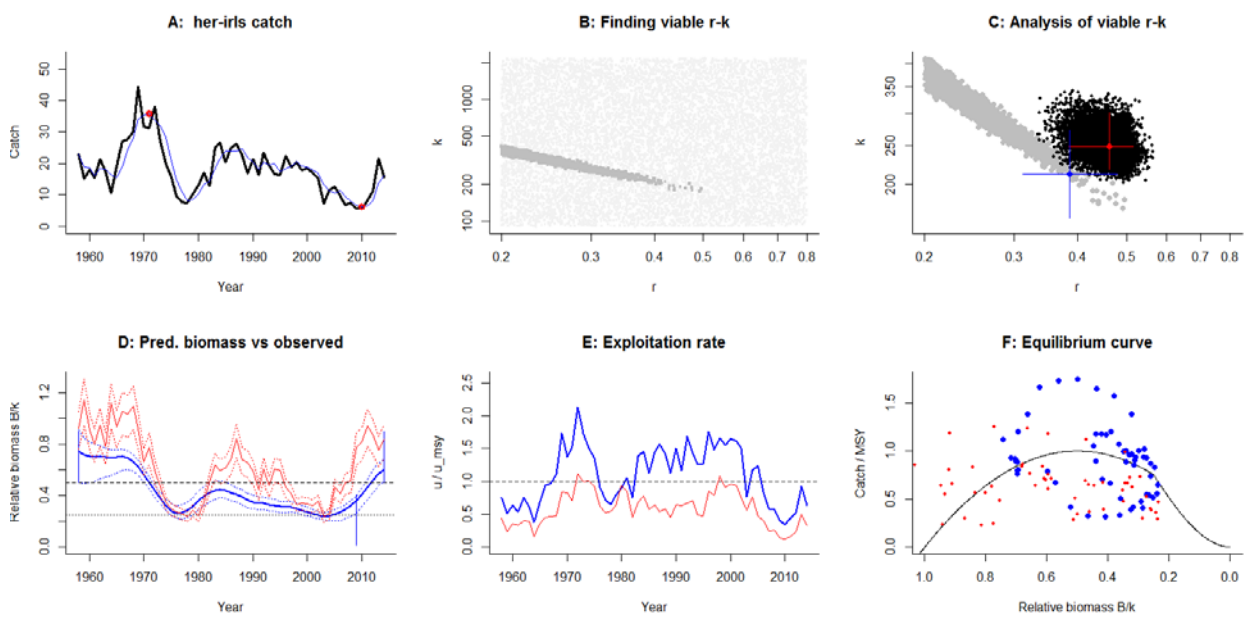 A: her-irls catch
B: Finding viable r-k
C: Analysis of viable r-k
Catch
0 10 20 30 40 50
1960 1970 1980 1990 2000 2010
Year
k
100 200 500 1000
0.2 0.3 0.4 0.5 0.6 0.7 0.8
r
k
200 250 350
0.2 0.3 0.4 0.5 0.6 0.7 0.8
r
D: Pred. biomass vs observed
E: Exploitation rate
F: Equilibrium curve
Relative biomass B/k
0.0 0.4 0.8 1.2
1960 1970 1980 1990 2000 2010
Year
u / u_msy
0.0 0.5 1.0 1.5 2.0 2.5
1960 1970 1980 1990 2000 2010
Year
Catch / MSY
0.0 0.5 1.0 1.5
1.0 0.8 0.6 0.4 0.2 0.0
Relative biomass B/k